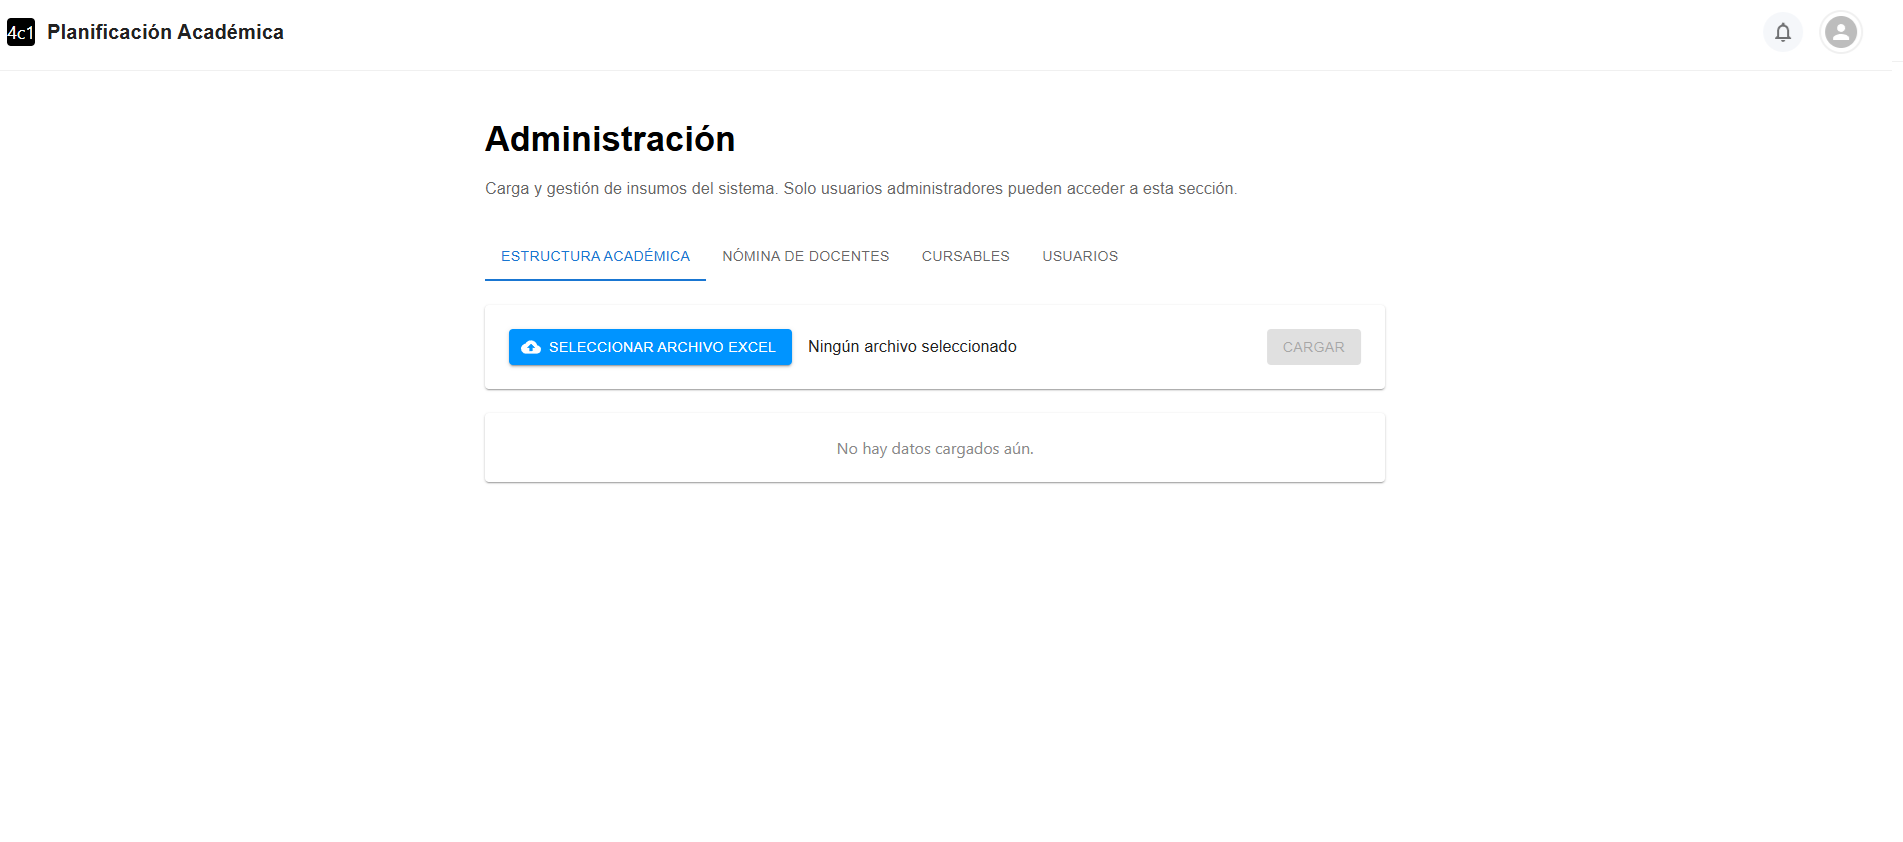 4c1 Planificación Académica
Administración
Carga y gestión de insumos del sistema. Solo usuarios administradores pueden acceder a esta sección.
ESTRUCTURA ACADÉMICA NÓMINA DE DOCENTES CURSABLES USUARIOS
SELECCIONAR ARCHIVO EXCEL Ningún archivo seleccionado CARGAR
No hay datos cargados aún.